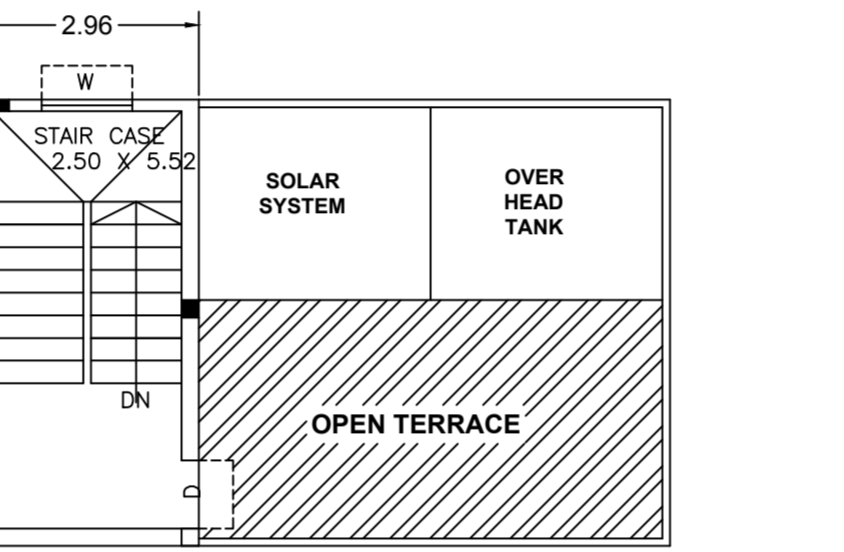 2.96
W
STAIR CASE
2.50 X 5.52
SOLAR
SYSTEM
OVER
HEAD
TANK
DN
OPEN TERRACE
D